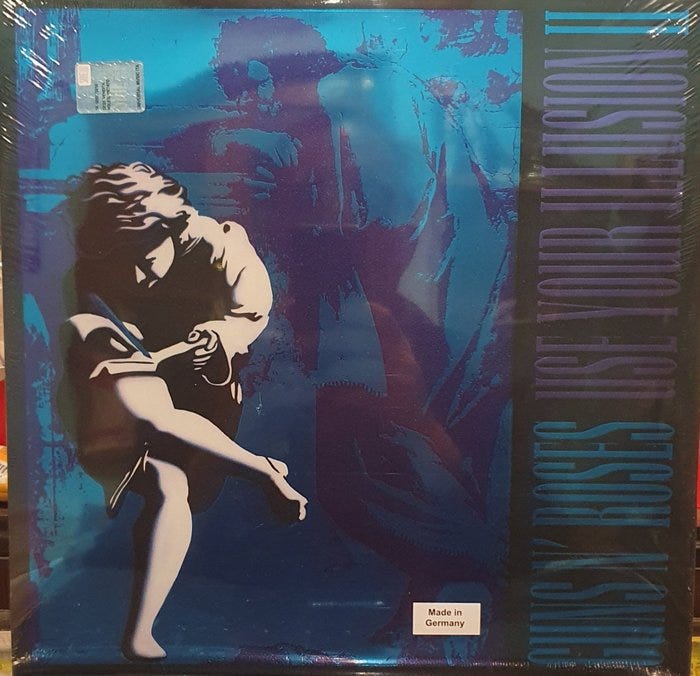 GUNS N' ROSES USE YOUR ILLUSION II
Made in
Germany